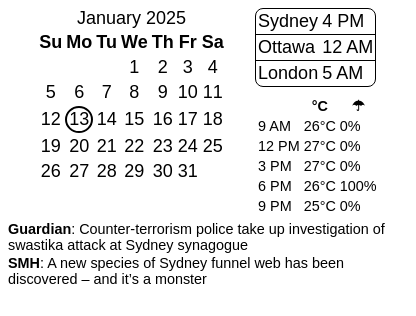 January 2025
Su Mo Tu We Th Fr Sa
1 2 3 4
5 6 7 8 9 10 11
12 13 14 15 16 17 18
19 20 21 22 23 24 25
26 27 28 29 30 31
Sydney 4 PM
Ottawa 12 AM
London 5 AM
°C ☂
9 AM 26°C 0%
12 PM 27°C 0%
3 PM 27°C 0%
6 PM 26°C 100%
9 PM 25°C 0%
Guardian: Counter-terrorism police take up investigation of
swastika attack at Sydney synagogue
SMH: A new species of Sydney funnel web has been
discovered – and it's a monster